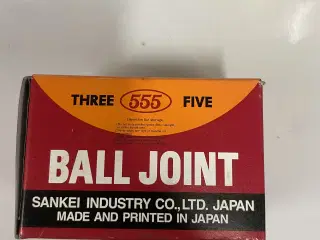 THREE 555 FIVE
BALL JOINT
SANKEI INDUSTRY CO., LTD. JAPAN
MADE AND PRINTED IN JAPAN